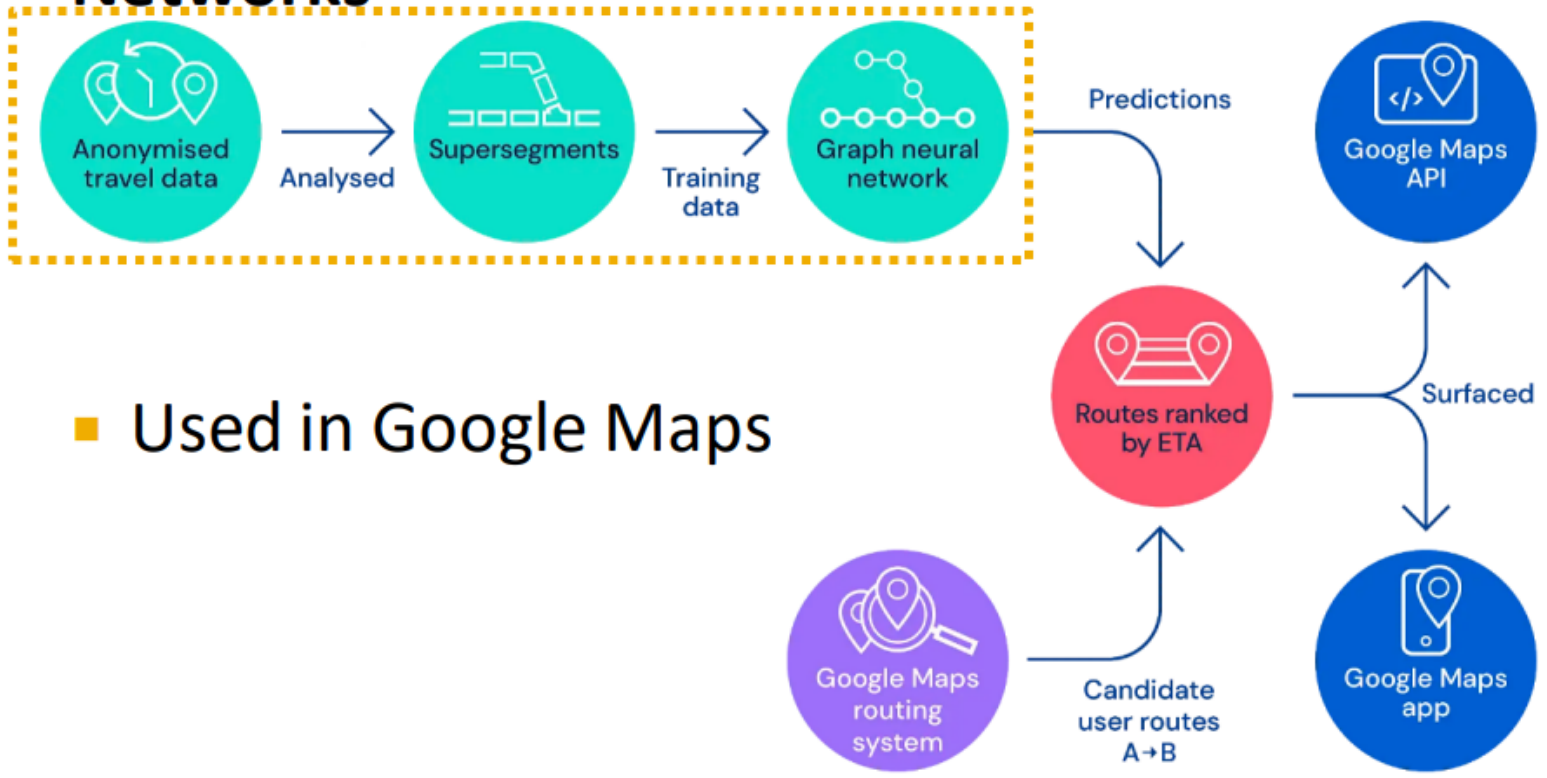 Networks
Anonymised
travel data
Analysed
Supersegments
Training
data
Graph neural
network
Predictions
</>
Google Maps
API
Routes ranked
by ETA
Surfaced
Used in Google Maps
Google Maps
routing
system
Candidate
user routes
A→B
Google Maps
app